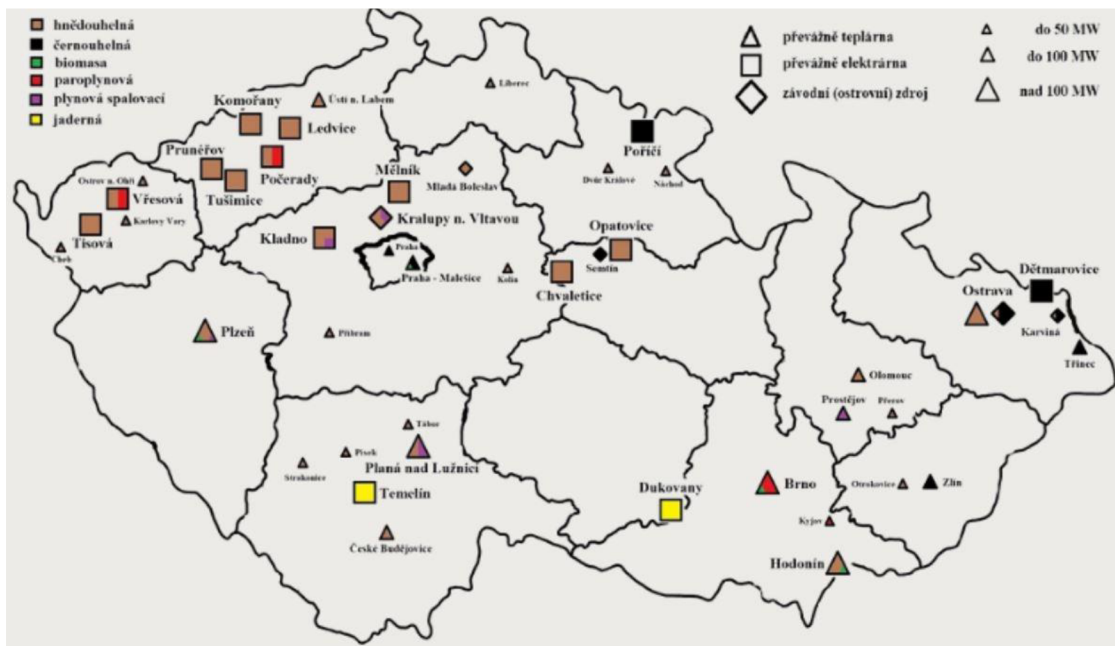 hnědouhelná
černouhelná
biomasa
paroplynová
plynová spalovací
jaderná
převážně teplárna
převážně elektrárna
závodní (ostrovní) zdroj
do 50 MW
do 100 MW
nad 100 MW
Liberec
Ústí n. Labem
Komořany
Ledvice
Poříčí
Prunéřov
Počerady
Tušimice
Mělník
Mladá Boleslav
Dvůr Králové
Náchod
Ostrov n. Ohří
Vřesová
Karlovy Vary
Tisová
Cheb
Kralupy n. Vltavou
Kladno
Praha
Praha - Malešice
Kolín
Opatovice
Semtín
Chvaletice
Dětmarovice
Ostrava
Karviná
Třinec
Plzeň
Příbram
Olomouc
Prostějov
Přerov
Tábor
Písek
Planá nad Lužnicí
Strakonice
Temelín
České Budějovice
Dukovany
Brno
Otrokovice
Zlín
Kyjov
Hodonín